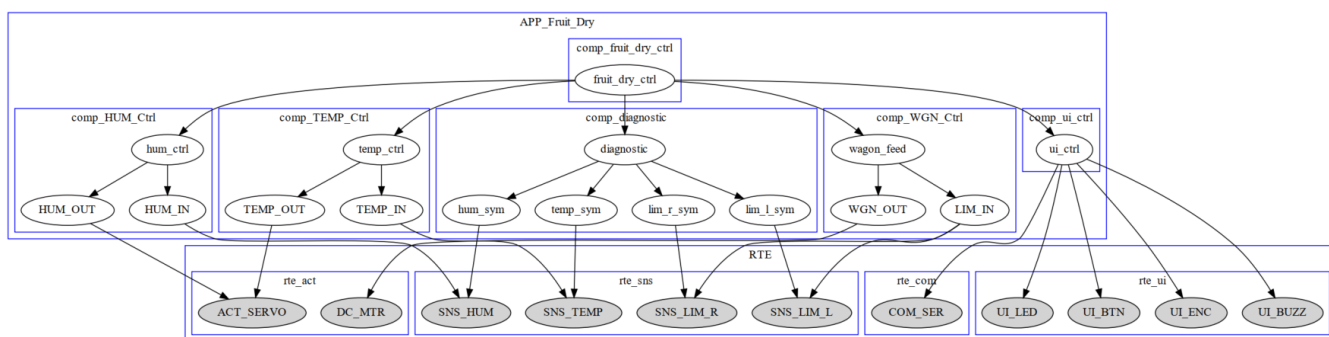 APP_Fruit_Dry
comp_fruit_dry_ctrl
fruit_dry_ctrl
comp_HUM_Ctrl
comp_TEMP_Ctrl
comp_diagnostic
comp_WGN_Ctrl
comp_ui_ctrl
hum_ctrl
temp_ctrl
diagnostic
wagon_feed
ui_ctrl
HUM_OUT
HUM_IN
TEMP_OUT
TEMP_IN
hum_sym
temp_sym
lim_r_sym
lim_l_sym
WGN_OUT
LIM_IN
RTE
rte_act
rte_sns
rte_com
rte_ui
ACT_SERVO
DC_MTR
SNS_HUM
SNS_TEMP
SNS_LIM_R
SNS_LIM_L
COM_SER
UI_LED
UI_BTN
UI_ENC
UI_BUZZ